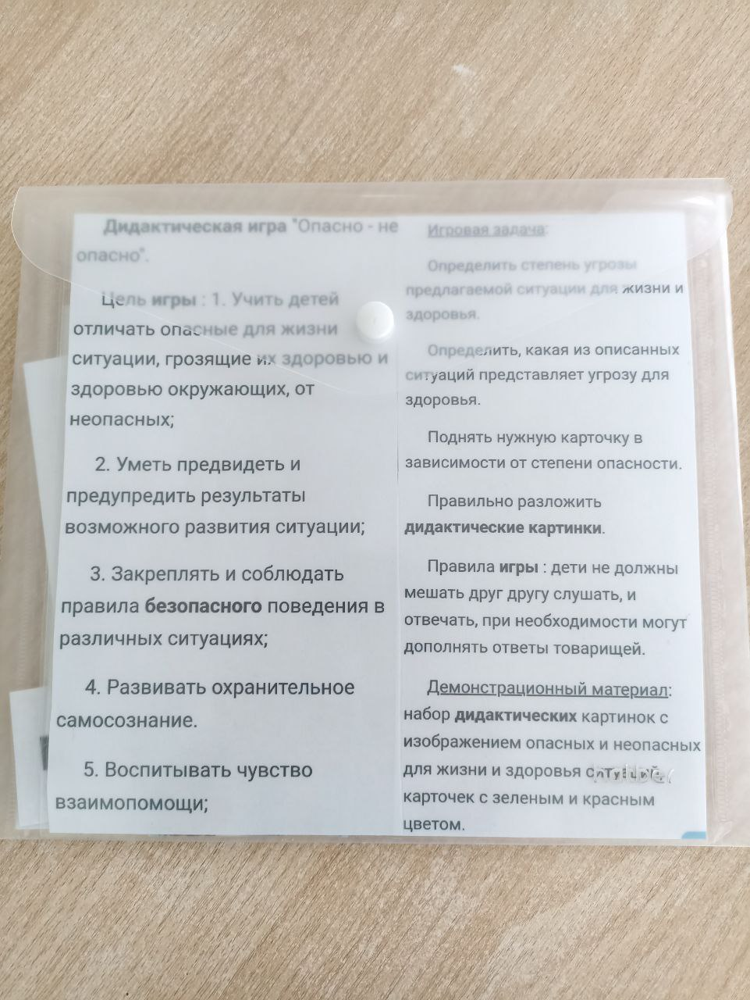 Дидактическая игра "Опасно - не
опасно".
Цель игры : 1. Учить детей
отличать опасные для жизни
ситуации, грозящие их здоровью и
здоровью окружающих, от
неопасных;
2. Уметь предвидеть и
предупредить результаты
возможного развития ситуации;
3. Закреплять и соблюдать
правила безопасного поведения в
различных ситуациях;
4. Развивать охранительное
самосознание.
5. Воспитывать чувство
взаимопомощи;
Игровая задача:
Определить степень угрозы
предлагаемой ситуации для жизни и
здоровья.
Определить, какая из описанных
ситуаций представляет угрозу для
здоровья.
Поднять нужную карточку в
зависимости от степени опасности.
Правильно разложить
дидактические картинки.
Правила игры : дети не должны
мешать друг другу слушать, и
отвечать, при необходимости могут
дополнять ответы товарищей.
Демонстрационный материал:
набор дидактических картинок с
изображением опасных и неопасных
для жизни и здоровья ситуаций,
карточек с зеленым и красным
цветом.